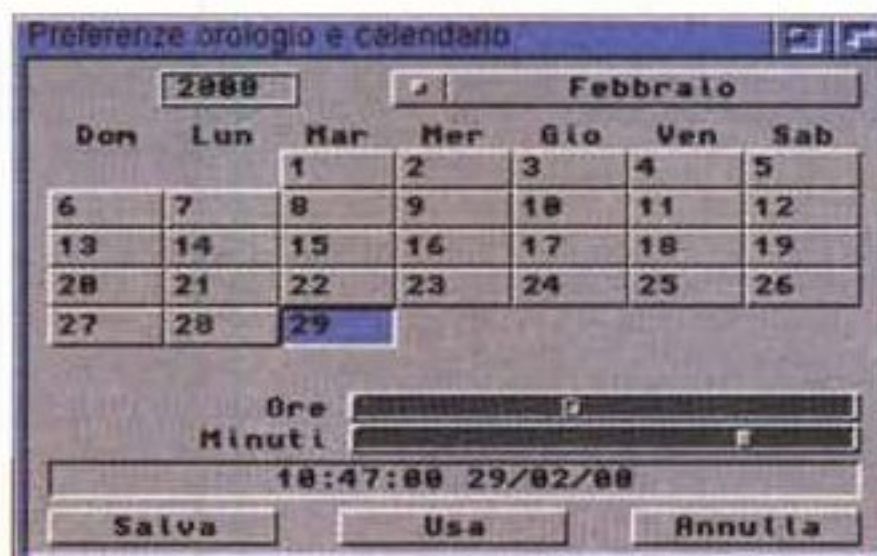 Preferenze orologio e calendario
2000 Febbraio
Dom Lun Mar Mer Gio Ven Sab
1 2 3 4 5
6 7 8 9 10 11 12
13 14 15 16 17 18 19
20 21 22 23 24 25 26
27 28 29
Ore
Minuti
10:47:00 29/02/00
Salva Usa Annulla